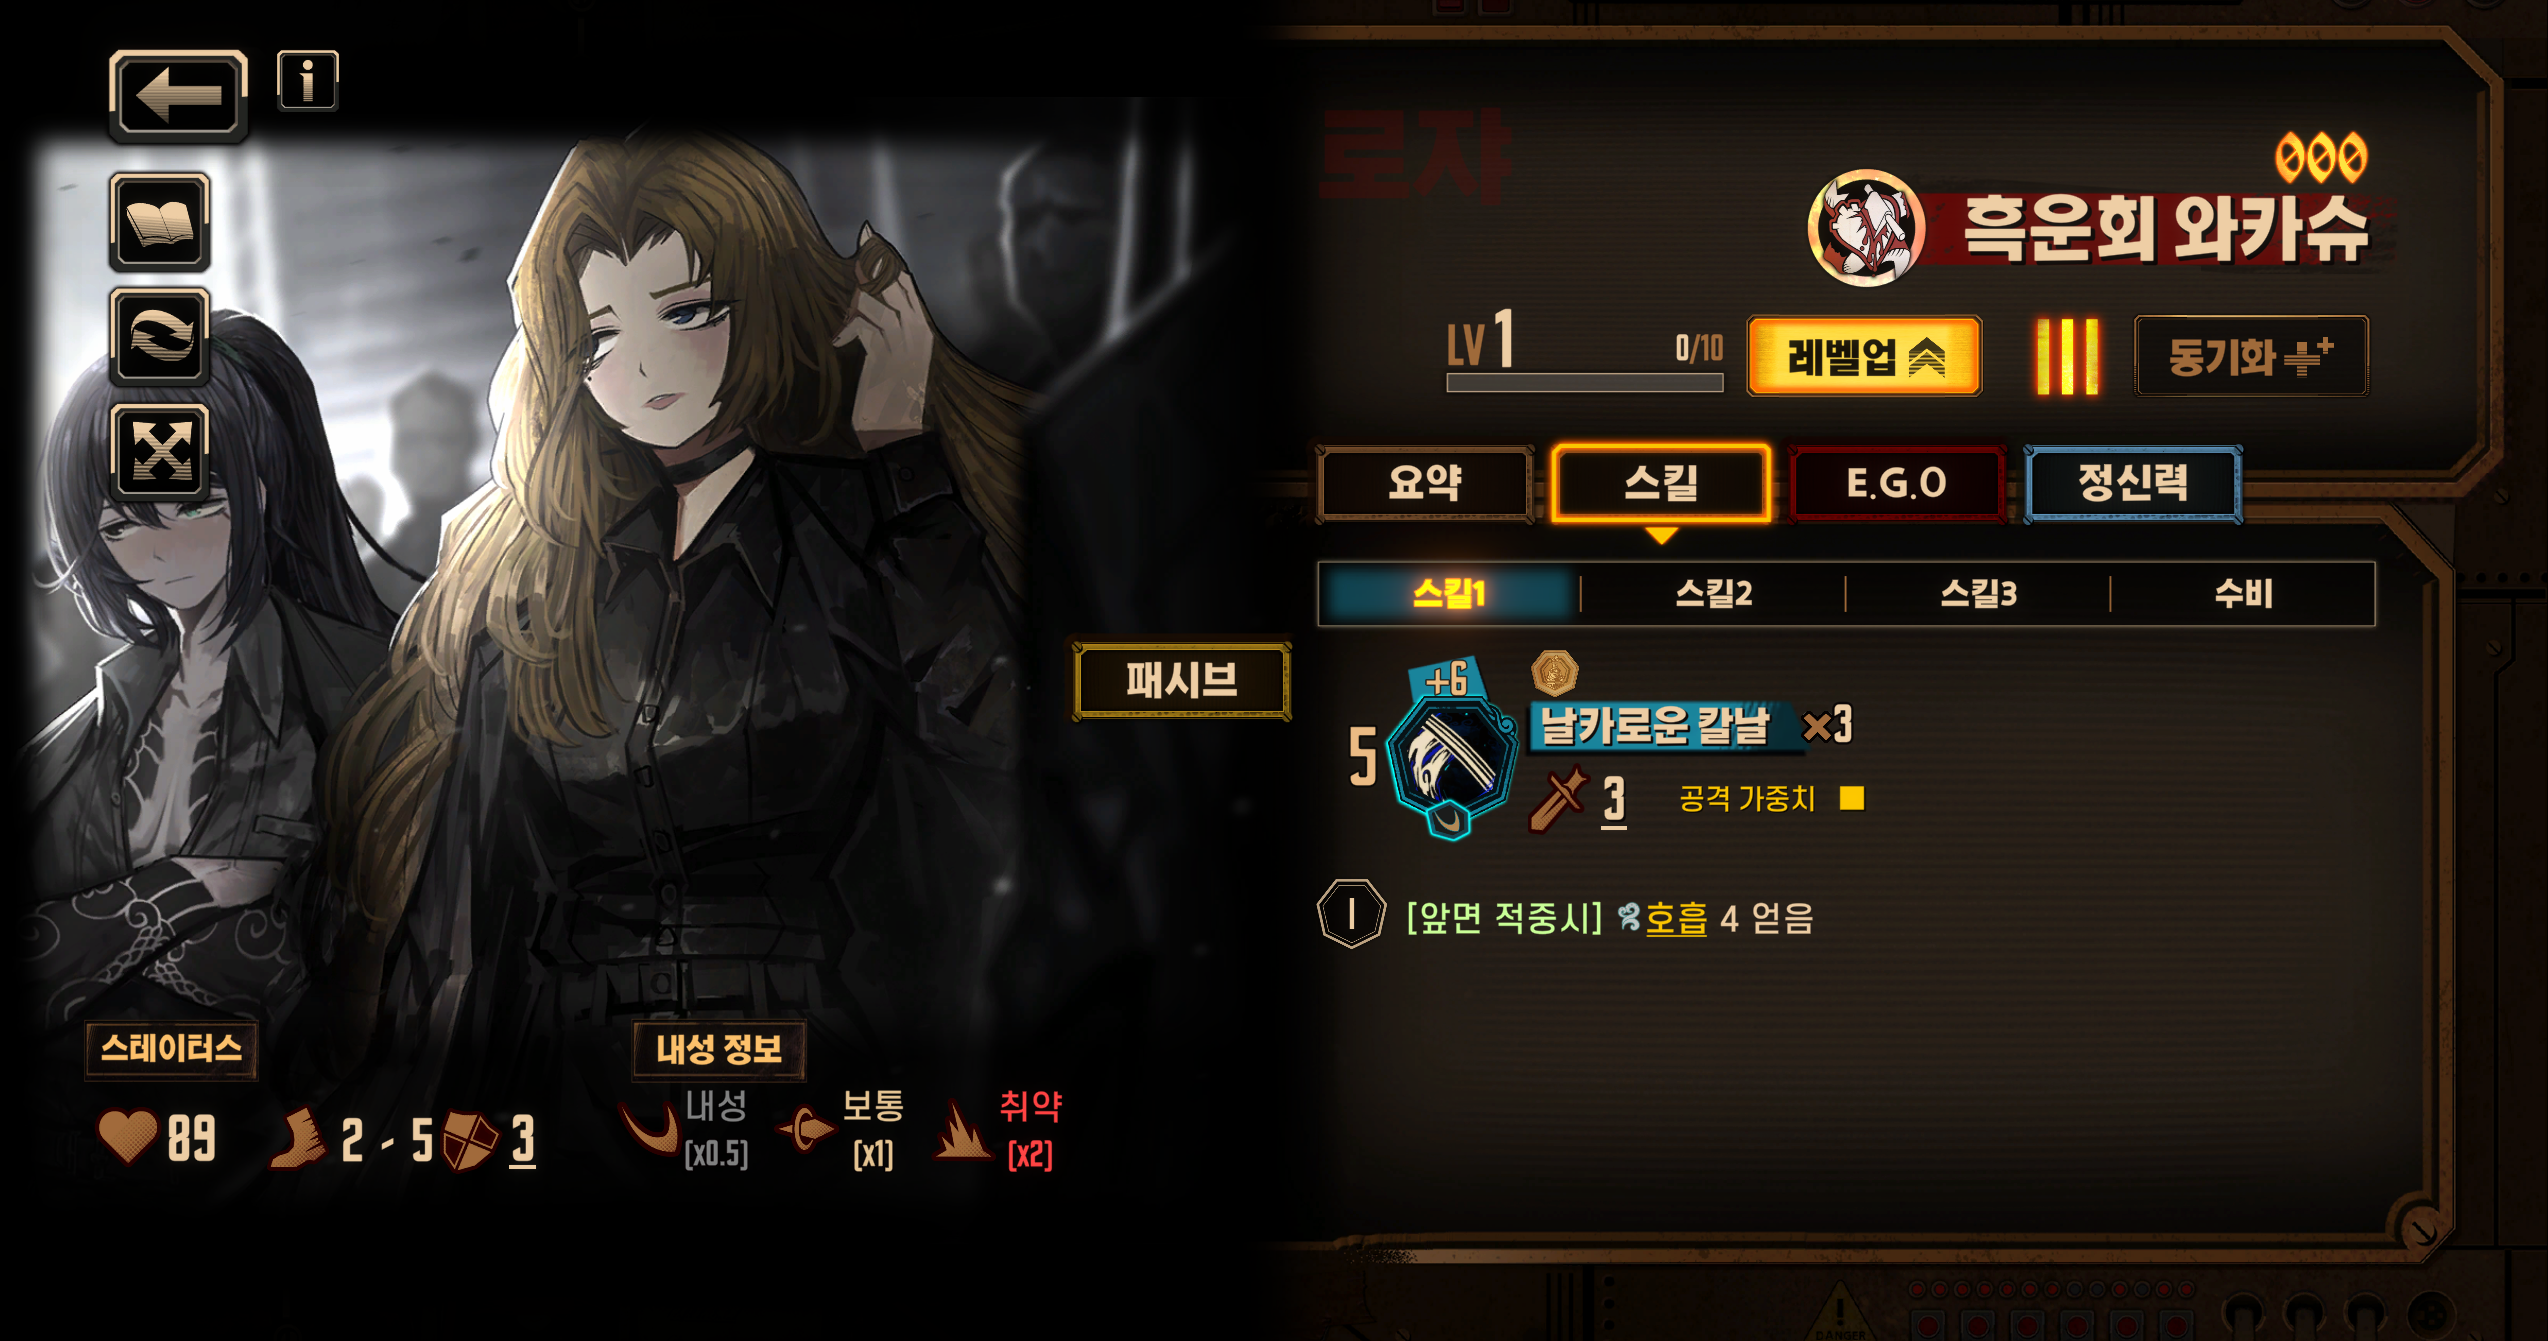 로쟈
000
흑운회 와카슈
LV 1
0/10
레벨업
동기화
요약
스킬
E.G.O
정신력
스킬1
스킬2
스킬3
수비
패시브
+6
5
날카로운 칼날 ×3
3
공격 가중치
I
[앞면 적중시] 호흡 4 얻음
스테이터스
내성 정보
89
2 - 5
3
내성
[x0.5]
보통
[x1]
취약
[x2]
DANGER